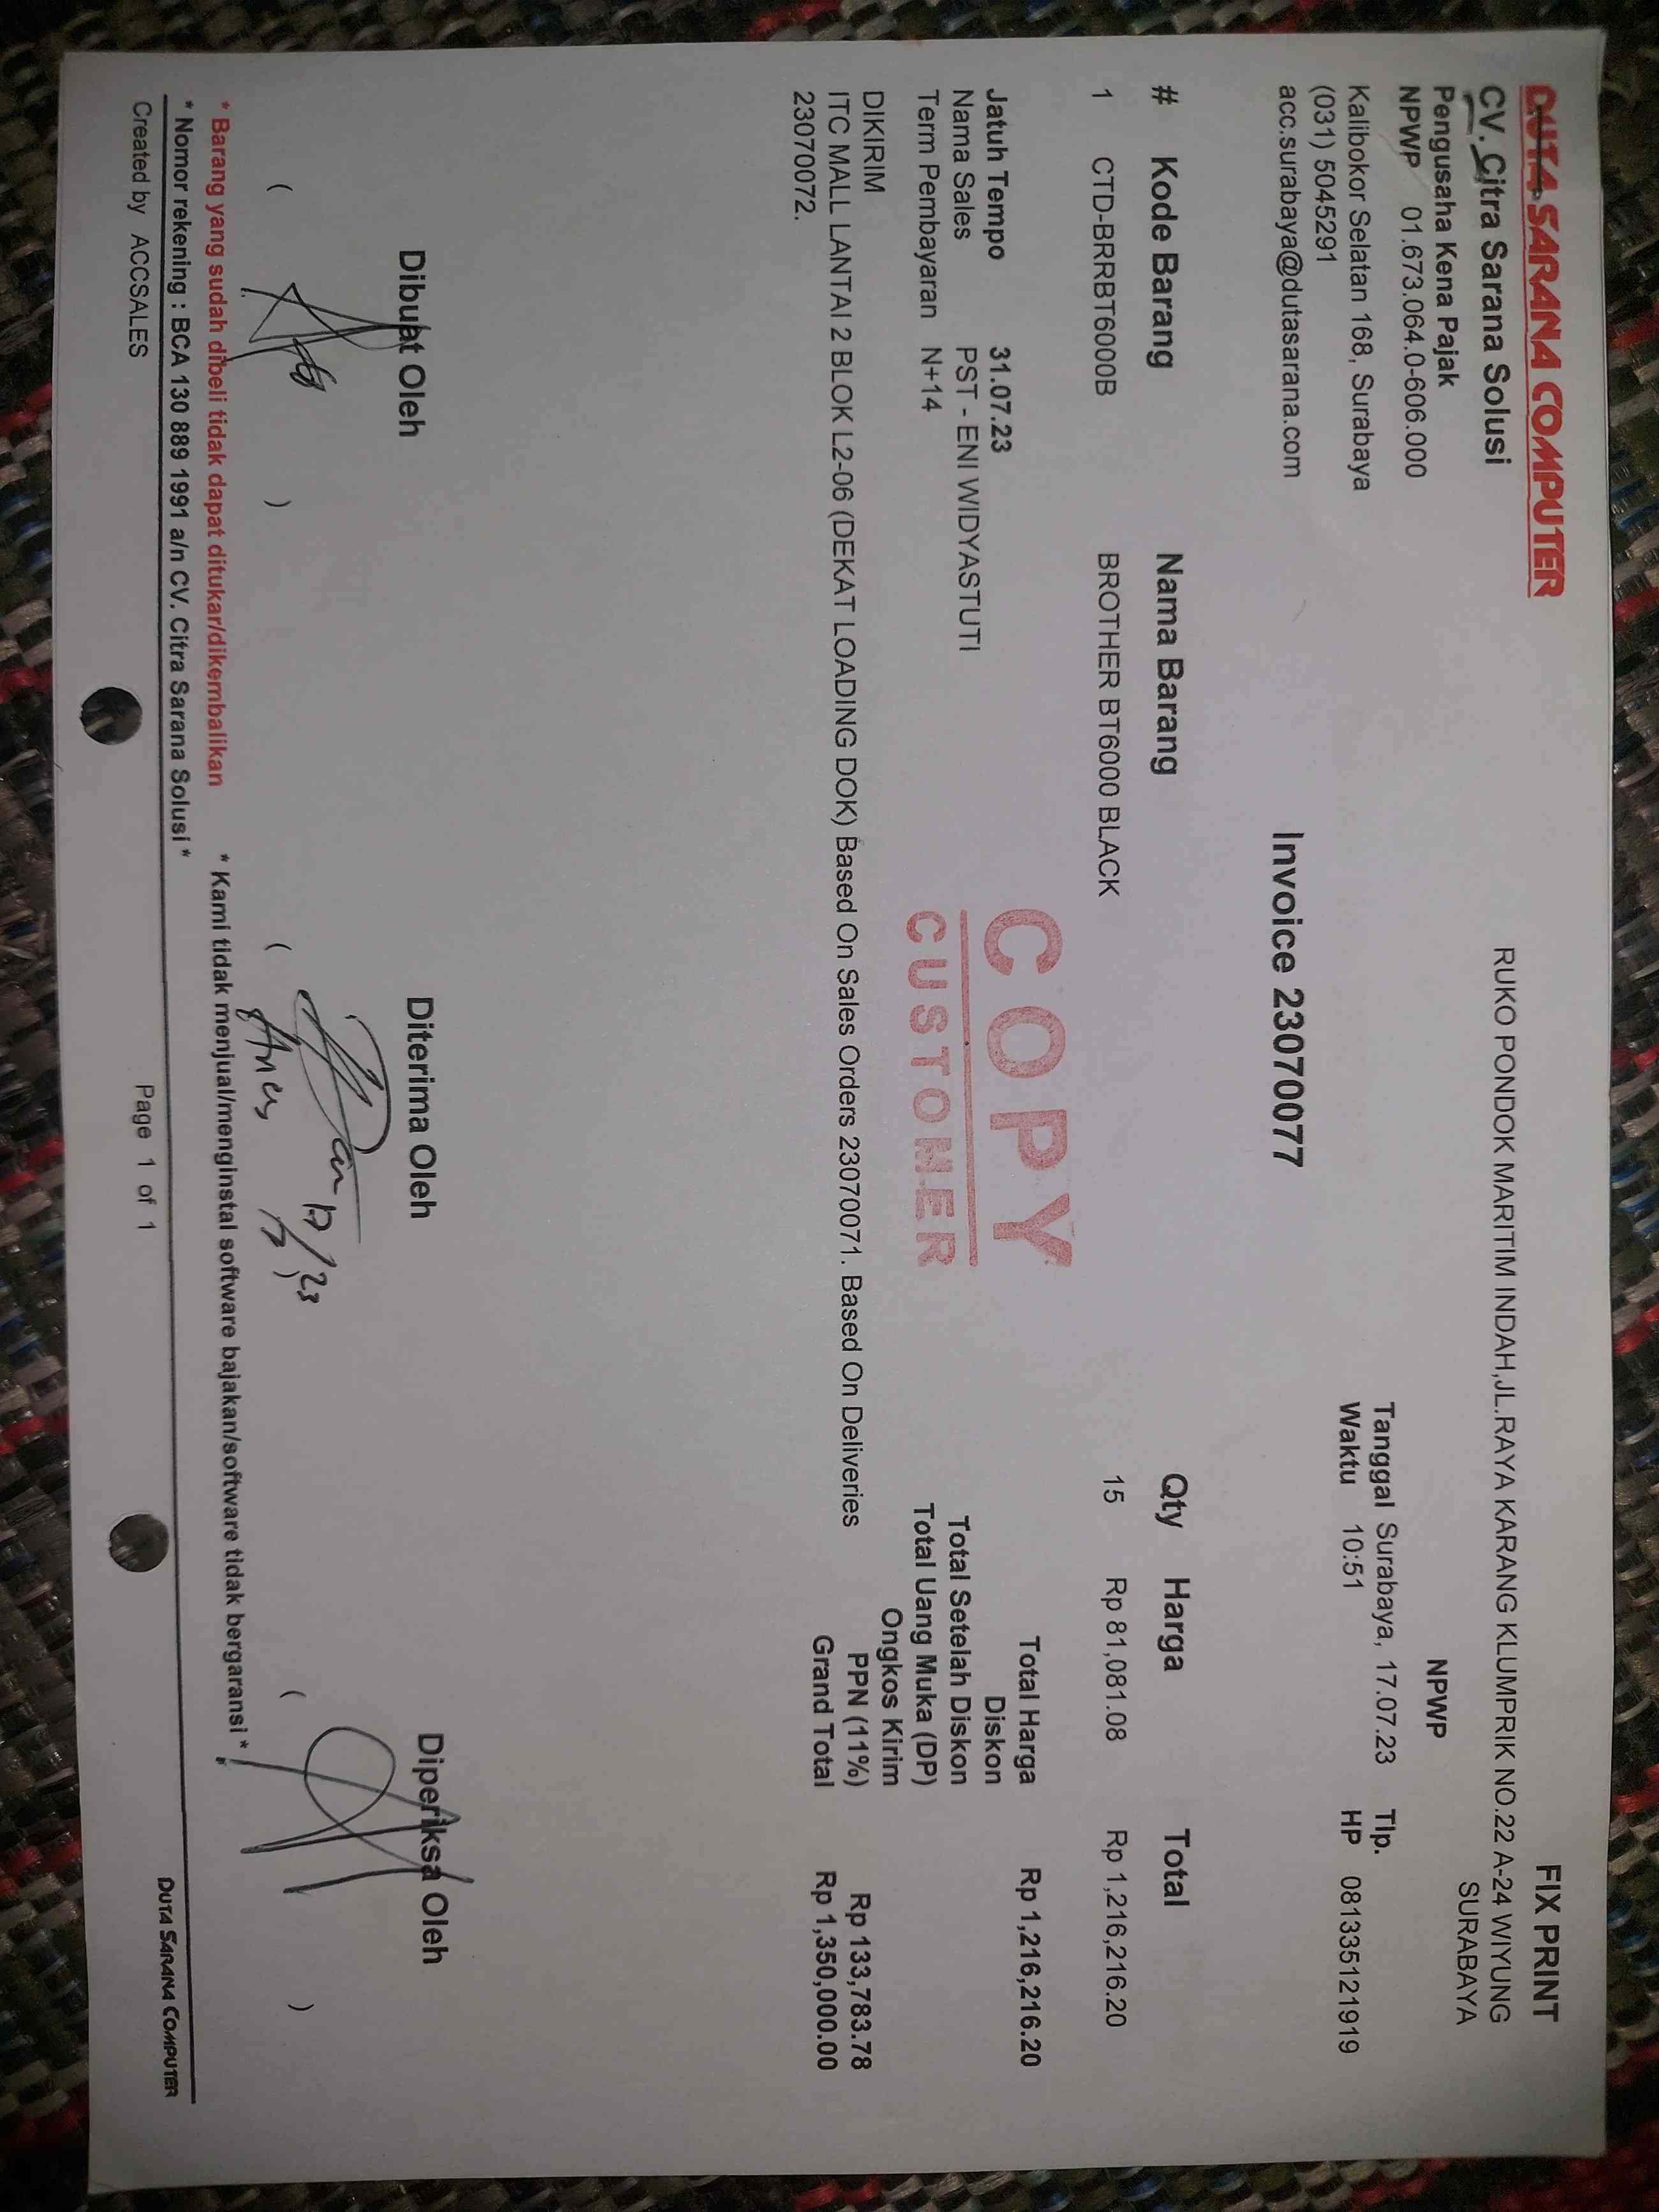 DUTA SARANA COMPUTER
CV. Citra Sarana Solusi
Pengusaha Kena Pajak
NPWP 01.673.064.0-606.000
Kalibokor Selatan 168, Surabaya
(031) 5045291
acc.surabaya@dutasarana.com
FIX PRINT
RUKO PONDOK MARITIM INDAH,JL.RAYA KARANG KLUMPRIK NO.22 A-24 WIYUNG
SURABAYA
NPWP
Tanggal Surabaya, 17.07.23 Tlp.
Waktu 10:51 HP 081335121919
Invoice 23070077
# Kode Barang Nama Barang Qty Harga Total
1 CTD-BRRBT6000B BROTHER BT6000 BLACK 15 Rp 81,081.08 Rp 1,216,216.20
COPY
CUSTOMER
Jatuh Tempo 31.07.23
Nama Sales PST - ENI WIDYASTUTI
Term Pembayaran N+14
DIKIRIM
ITC MALL LANTAI 2 BLOK L2-06 (DEKAT LOADING DOK) Based On Sales Orders 23070071. Based On Deliveries
23070072.
Total Harga Rp 1,216,216.20
Diskon
Total Setelah Diskon
Total Uang Muka (DP)
Ongkos Kirim
PPN (11%) Rp 133,783.78
Grand Total Rp 1,350,000.00
Dibuat Oleh Diterima Oleh Diperiksa Oleh
( ) ( ( )
* Barang yang sudah dibeli tidak dapat ditukar/dikembalikan * Kami tidak menjual/menginstal software bajakan/software tidak bergaransi *
* Nomor rekening : BCA 130 889 1991 a/n CV. Citra Sarana Solusi *
Created by ACCSALES Page 1 of 1 DUTA SARANA COMPUTER